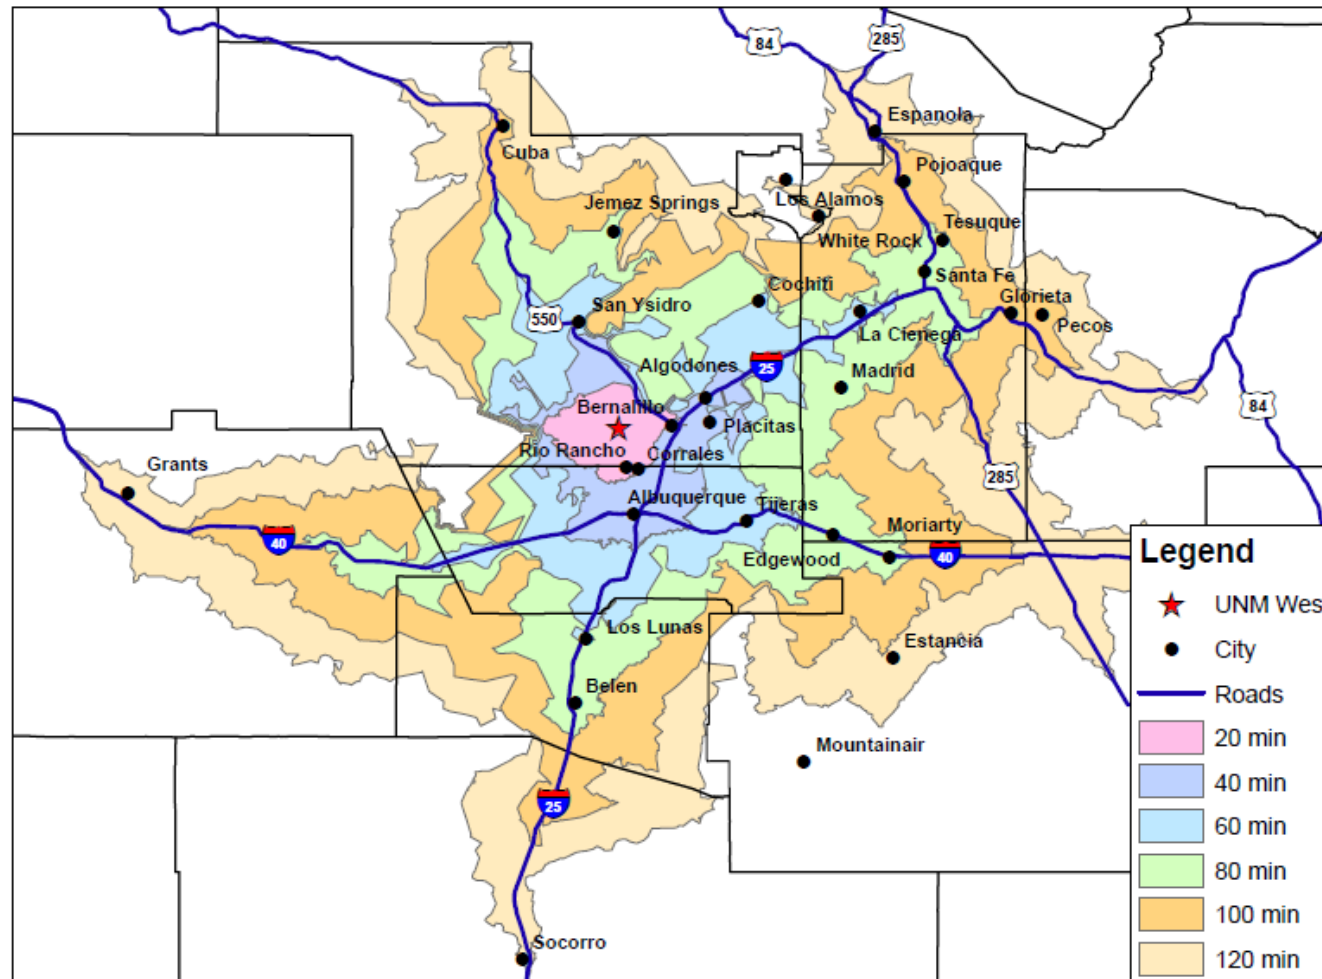 84
285
Espanola
Cuba
Pojoaque
Jemez Springs
Los Alamos
White Rock
Tesuque
Santa Fe
Cochiti
Glorieta
Pecos
550
San Ysidro
La Cienega
Algodones
25
Madrid
84
Bernalillo
Placitas
Rio Rancho
Corrales
Grants
285
Albuquerque
Tijeras
Moriarty
40
Edgewood
40
Los Lunas
Estancia
Belen
Mountainair
25
Socorro
Legend
UNM Wes
City
Roads
20 min
40 min
60 min
80 min
100 min
120 min